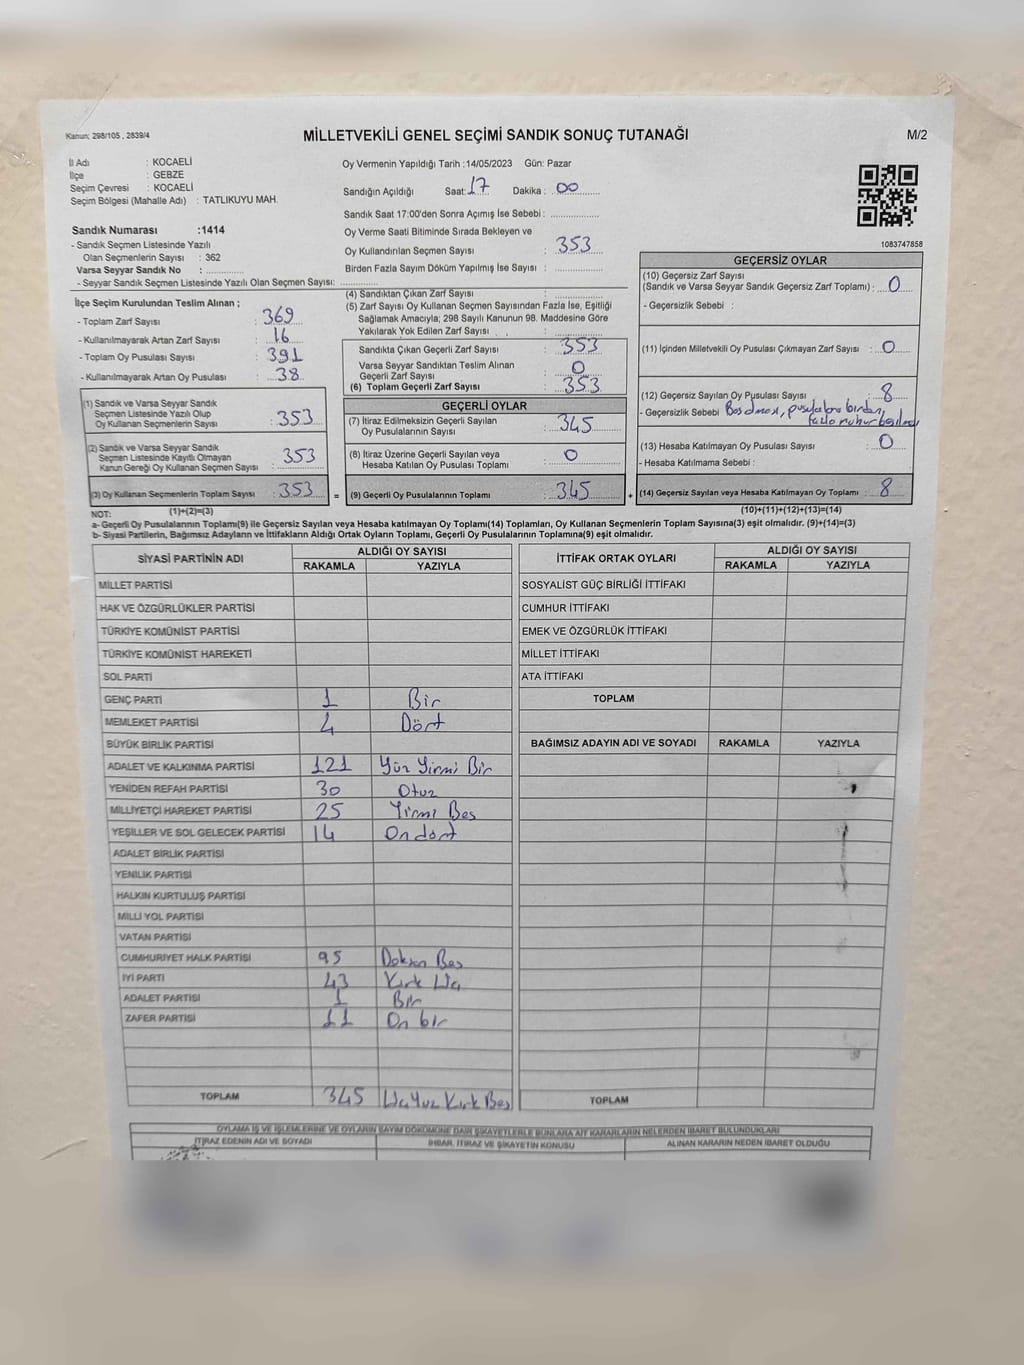 Kanun: 298/105 , 2839/4
MİLLETVEKİLİ GENEL SEÇİMİ SANDIK SONUÇ TUTANAĞI
M/2
İl Adı : KOCAELİ
İlçe : GEBZE
Seçim Çevresi : KOCAELİ
Seçim Bölgesi (Mahalle Adı) : TATLIKUYU MAH.
Sandık Numarası :1414
- Sandık Seçmen Listesinde Yazılı
Olan Seçmenlerin Sayısı : 362
Varsa Seyyar Sandık No : ............
- Seyyar Sandık Seçmen Listesinde Yazılı Olan Seçmen Sayısı: ............
Oy Vermenin Yapıldığı Tarih :14/05/2023 Gün: Pazar
Sandığın Açıldığı Saat: 17 Dakika : 00
Sandık Saat 17:00'den Sonra Açımış İse Sebebi : ............
Oy Verme Saati Bitiminde Sırada Bekleyen ve
Oy Kullandırılan Seçmen Sayısı : 353
Birden Fazla Sayım Döküm Yapılmış İse Sayısı : ............
1083747858
İlçe Seçim Kurulundan Teslim Alınan ;
- Toplam Zarf Sayısı : 369
- Kullanılmayarak Artan Zarf Sayısı : 16
- Toplam Oy Pusulası Sayısı : 391
- Kullanılmayarak Artan Oy Pusulası : 38
(1) Sandık ve Varsa Seyyar Sandık
Seçmen Listesinde Yazılı Olup
Oy Kullanan Seçmenlerin Sayısı : 353
(2) Sandık ve Varsa Seyyar Sandık
Seçmen Listesinde Kayıtlı Olmayan
Kanun Gereği Oy Kullanan Seçmen Sayısı : 353
(3) Oy Kullanan Seçmenlerin Toplam Sayısı : 353 =
(1)+(2)=(3)
(4) Sandıktan Çıkan Zarf Sayısı : ............
(5) Zarf Sayısı Oy Kullanan Seçmen Sayısından Fazla İse, Eşitliği
Sağlamak Amacıyla; 298 Sayılı Kanunun 98. Maddesine Göre
Yakılarak Yok Edilen Zarf Sayısı : ............
Sandıkta Çıkan Geçerli Zarf Sayısı : 353
Varsa Seyyar Sandıktan Teslim Alınan
Geçerli Zarf Sayısı : 0
(6) Toplam Geçerli Zarf Sayısı : 353
GEÇERLİ OYLAR
(7) İtiraz Edilmeksizin Geçerli Sayılan
Oy Pusulalarının Sayısı : 345
(8) İtiraz Üzerine Geçerli Sayılan veya
Hesaba Katılan Oy Pusulası Toplamı : 0
(9) Geçerli Oy Pusulalarının Toplamı : 345 +
GEÇERSİZ OYLAR
(10) Geçersiz Zarf Sayısı
(Sandık ve Varsa Seyyar Sandık Geçersiz Zarf Toplamı) : 0
- Geçersizlik Sebebi :
(11) İçinden Milletvekili Oy Pusulası Çıkmayan Zarf Sayısı : 0
(12) Geçersiz Sayılan Oy Pusulası Sayısı : 8
- Geçersizlik Sebebi
(13) Hesaba Katılmayan Oy Pusulası Sayısı : 0
- Hesaba Katılmama Sebebi :
(14) Geçersiz Sayılan veya Hesaba Katılmayan Oy Toplamı : 8
(10)+(11)+(12)+(13)=(14)
NOT:
a- Geçerli Oy Pusulalarının Toplamı(9) ile Geçersiz Sayılan veya Hesaba katılmayan Oy Toplamı(14) Toplamları, Oy Kullanan Seçmenlerin Toplam Sayısına(3) eşit olmalıdır. (9)+(14)=(3)
b- Siyasi Partilerin, Bağımsız Adayların ve İttifakların Aldığı Ortak Oyların Toplamı, Geçerli Oy Pusulalarının Toplamına(9) eşit olmalıdır.
SİYASİ PARTİNİN ADI ALDIĞI OY SAYISI
RAKAMLA YAZIYLA
MİLLET PARTİSİ
HAK VE ÖZGÜRLÜKLER PARTİSİ
TÜRKİYE KOMÜNİST PARTİSİ
TÜRKİYE KOMÜNİST HAREKETİ
SOL PARTİ
GENÇ PARTİ 1 Bir
MEMLEKET PARTİSİ 4 Dört
BÜYÜK BİRLİK PARTİSİ
ADALET VE KALKINMA PARTİSİ 121 Yüz Yirmi Bir
YENİDEN REFAH PARTİSİ 30 Otuz
MİLLİYETÇİ HAREKET PARTİSİ 25 Yirmi Beş
YEŞİLLER VE SOL GELECEK PARTİSİ 14 On dört
ADALET BİRLİK PARTİSİ
YENİLİK PARTİSİ
HALKIN KURTULUŞ PARTİSİ
MİLLİ YOL PARTİSİ
VATAN PARTİSİ
CUMHURİYET HALK PARTİSİ 95 Doksan Beş
İYİ PARTİ 43 Kırk Üç
ADALET PARTİSİ 1 Bir
ZAFER PARTİSİ 11 On bir
TOPLAM 345 Üçyüz Kırk Beş
İTTİFAK ORTAK OYLARI ALDIĞI OY SAYISI
RAKAMLA YAZIYLA
SOSYALİST GÜÇ BİRLİĞİ İTTİFAKI
CUMHUR İTTİFAKI
EMEK VE ÖZGÜRLÜK İTTİFAKI
MİLLET İTTİFAKI
ATA İTTİFAKI
TOPLAM
BAĞIMSIZ ADAYIN ADI VE SOYADI RAKAMLA YAZIYLA
TOPLAM
OYLAMA İŞ VE İŞLEMLERİNE VE OYLARIN SAYIM DÖKÜMÜNE DAİR ŞİKAYETLERLE BUNLARA AİT KARARLARIN NELERDEN İBARET BULUNDUKLARI
İTİRAZ EDENİN ADI VE SOYADI İHBAR, İTİRAZ VE ŞİKAYETİN KONUSU ALINAN KARARIN NEDEN İBARET OLDUĞU